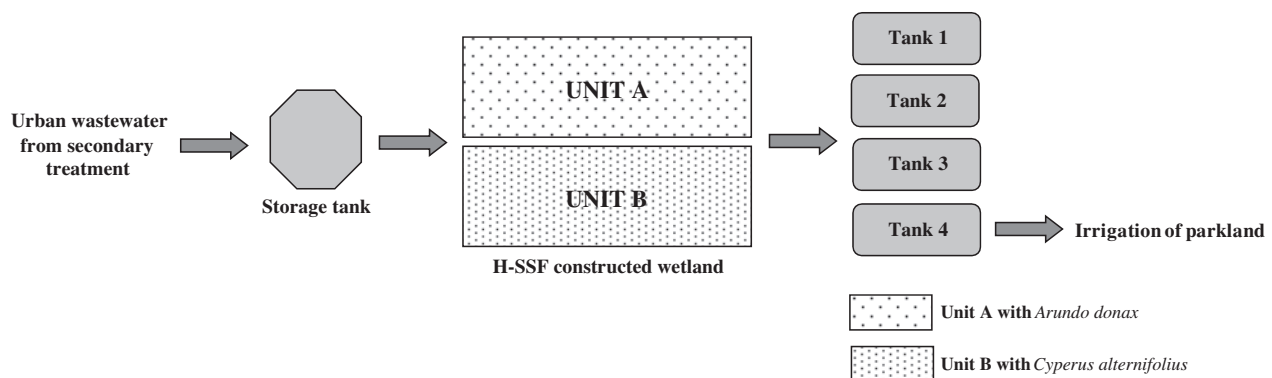 Urban wastewater
from secondary
treatment
Storage tank
UNIT A
UNIT B
H-SSF constructed wetland
Tank 1
Tank 2
Tank 3
Tank 4
Irrigation of parkland
Unit A with Arundo donax
Unit B with Cyperus alternifolius